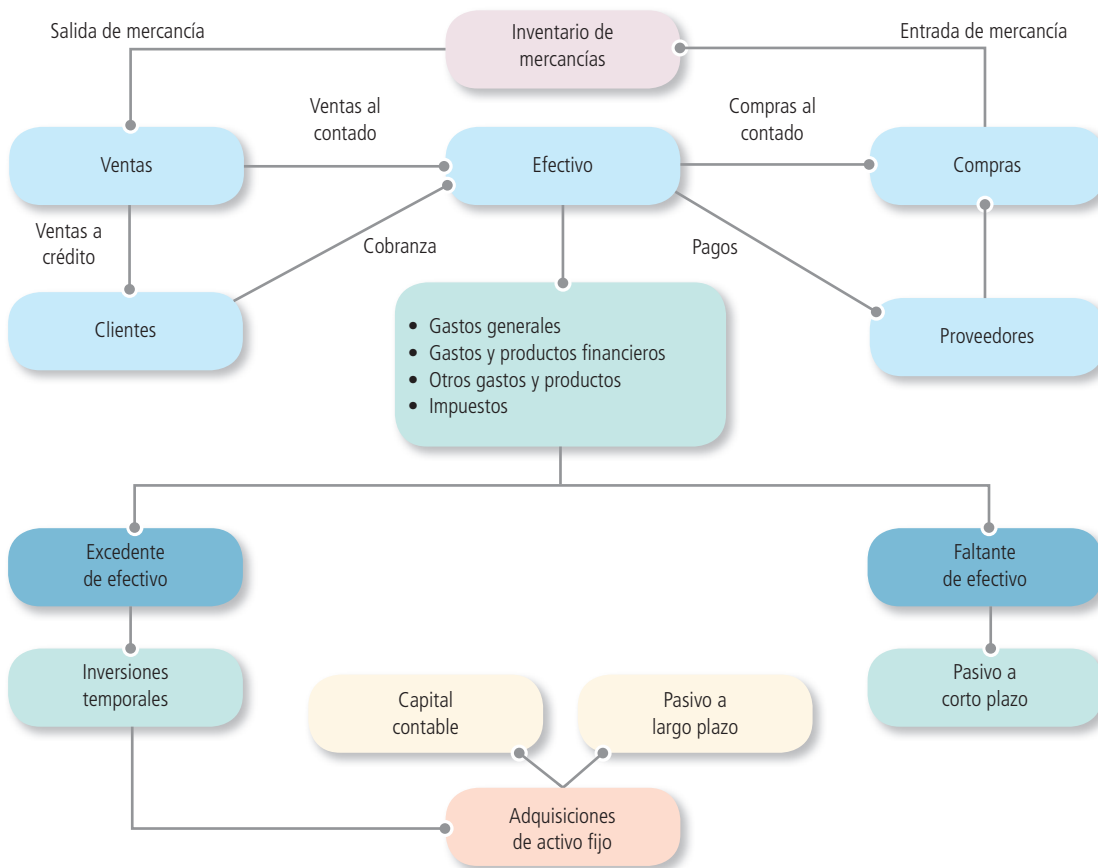 Salida de mercancía
Inventario de
mercancías
Entrada de mercancía
Ventas al
contado
Compras al
contado
Ventas
Efectivo
Compras
Ventas a
crédito
Cobranza
Pagos
Clientes
• Gastos generales
• Gastos y productos financieros
• Otros gastos y productos
• Impuestos
Proveedores
Excedente
de efectivo
Faltante
de efectivo
Inversiones
temporales
Capital
contable
Pasivo a
largo plazo
Pasivo a
corto plazo
Adquisiciones
de activo fijo